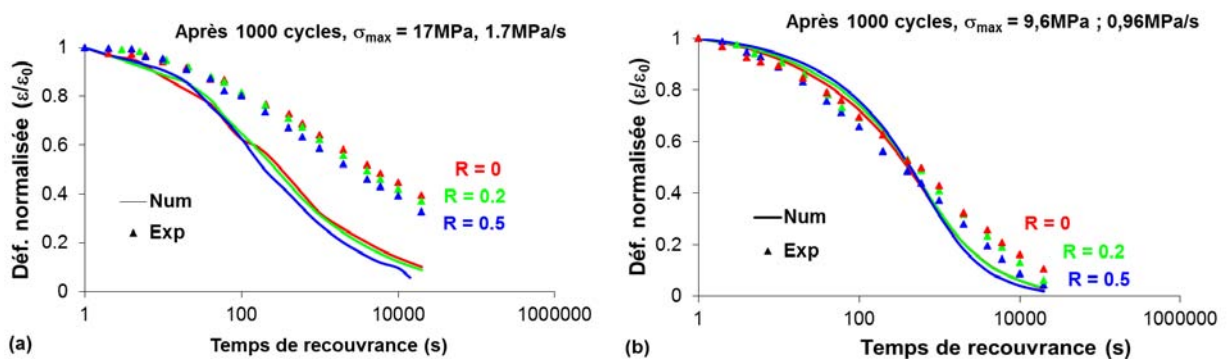 Après 1000 cycles, σmax = 17MPa, 1.7MPa/s
Déf. normalisée (ε/ε0)
1
0.8
0.6
0.4
0.2
0
R = 0
R = 0.2
R = 0.5
Num
Exp
1
100
10000
1000000
Temps de recouvrance (s)
(a)
Après 1000 cycles, σmax = 9,6MPa ; 0,96MPa/s
Déf. normalisée (ε/ε0)
1
0.8
0.6
0.4
0.2
0
Num
Exp
R = 0
R = 0.2
R = 0.5
1
100
10000
1000000
Temps de recouvrance (s)
(b)